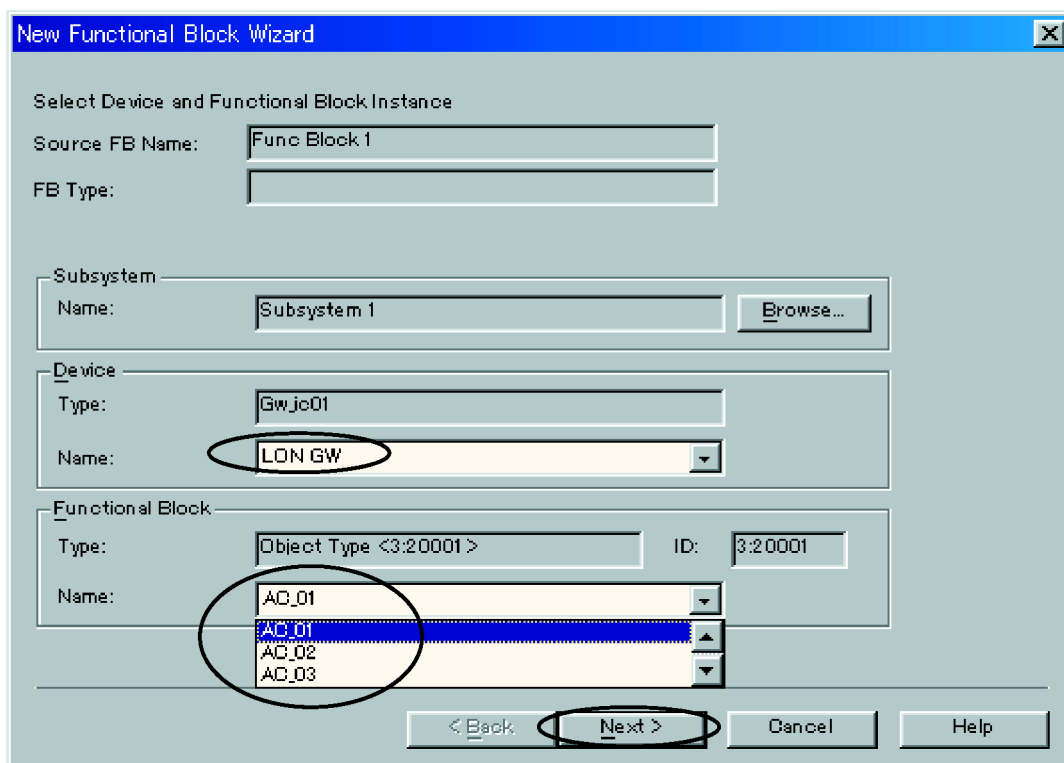 New Functional Block Wizard
Select Device and Functional Block Instance
Source FB Name: Func Block 1
FB Type:
Subsystem
Name: Subsystem 1 Browse...
Device
Type: Gw_jc01
Name: LON GW
Functional Block
Type: Object Type <3:20001> ID: 3:20001
Name: AC_01
AC_01
AC_02
AC_03
< Back Next > Cancel Help